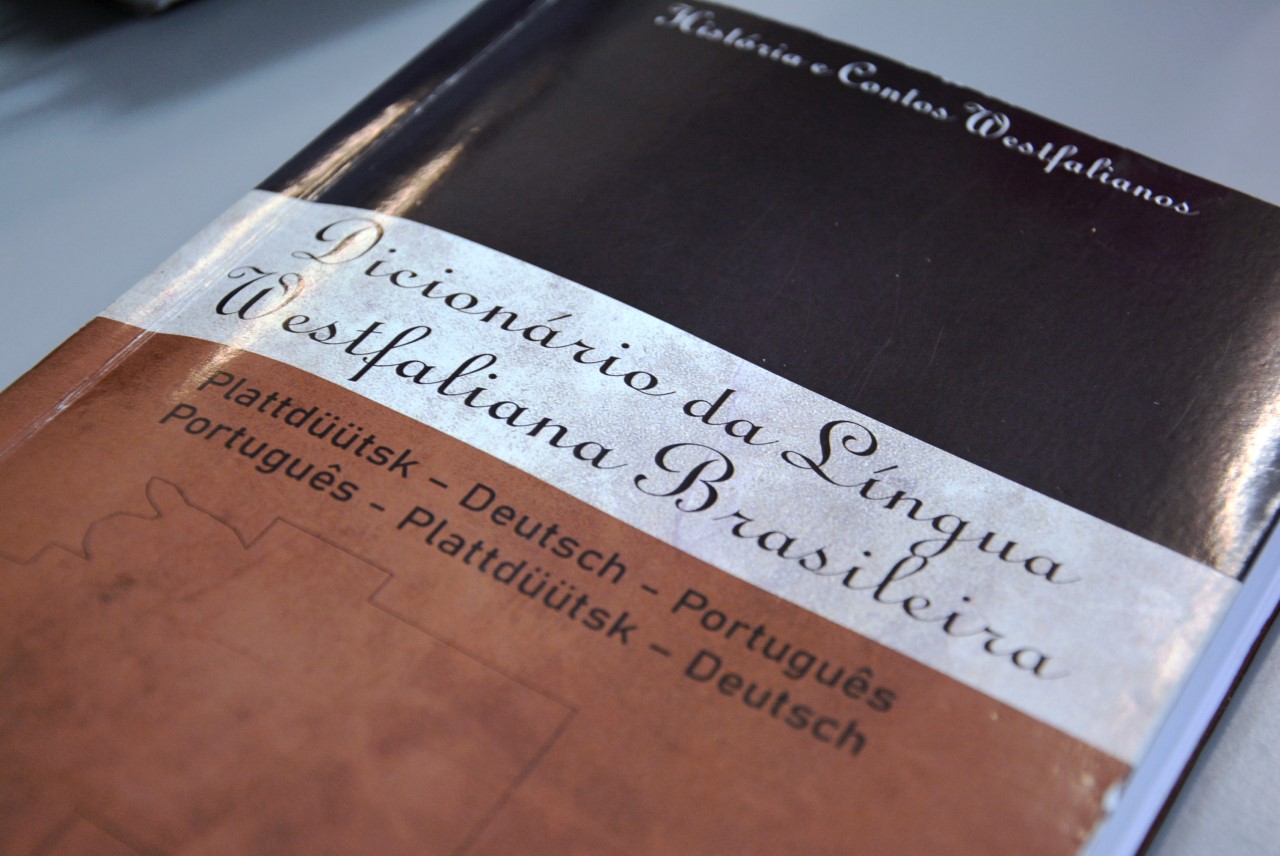 História e Contos Westfalianos
Dicionário da Língua
Westfaliana Brasileira
Plattdüütsk – Deutsch – Português
Português – Plattdüütsk – Deutsch